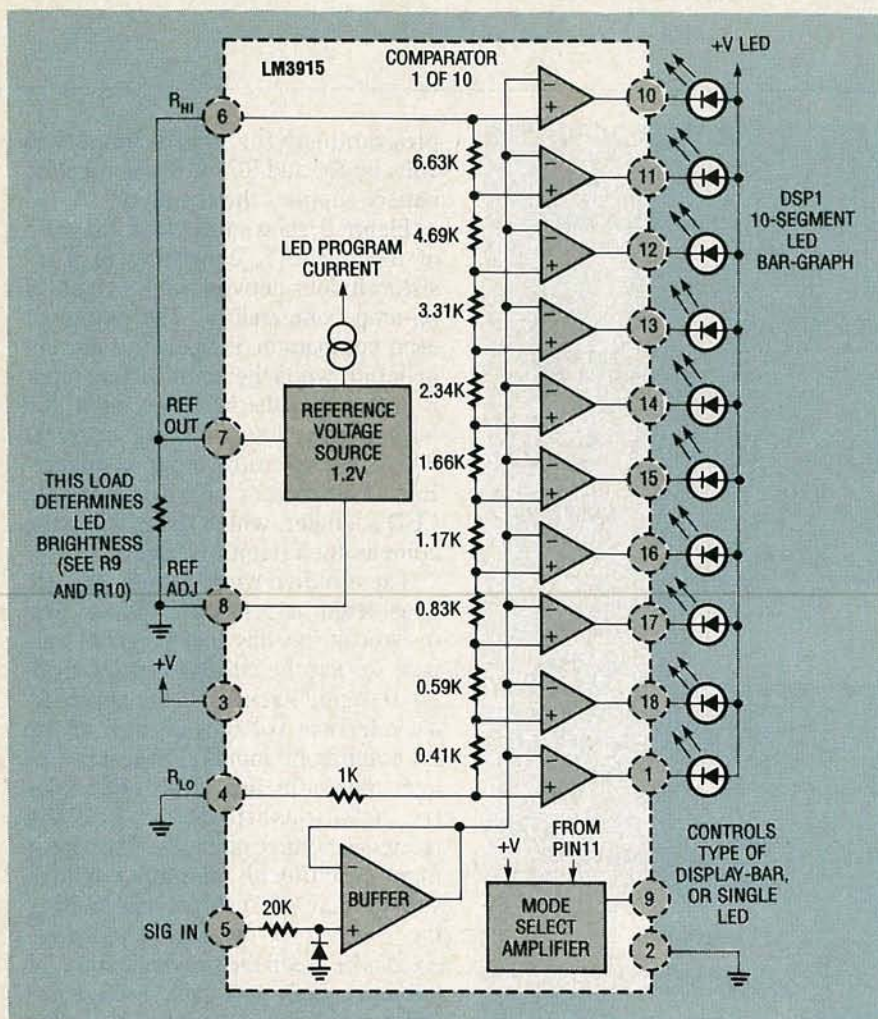 LM3915
COMPARATOR
1 OF 10
+V LED
R HI
6
10
6.63K
11
4.69K
12
DSP1
10-SEGMENT
LED
BAR-GRAPH
LED PROGRAM
CURRENT
3.31K
13
2.34K
14
REF
OUT
7
REFERENCE
VOLTAGE
SOURCE
1.2V
1.66K
15
THIS LOAD
DETERMINES
LED
BRIGHTNESS
(SEE R9
AND R10)
1.17K
16
REF
ADJ
8
0.83K
17
+V
3
0.59K
18
0.41K
R LO
4
1K
1
+V
FROM
PIN11
CONTROLS
TYPE OF
DISPLAY-BAR,
OR SINGLE
LED
SIG IN
5
20K
−
BUFFER
+
MODE
SELECT
AMPLIFIER
9
2